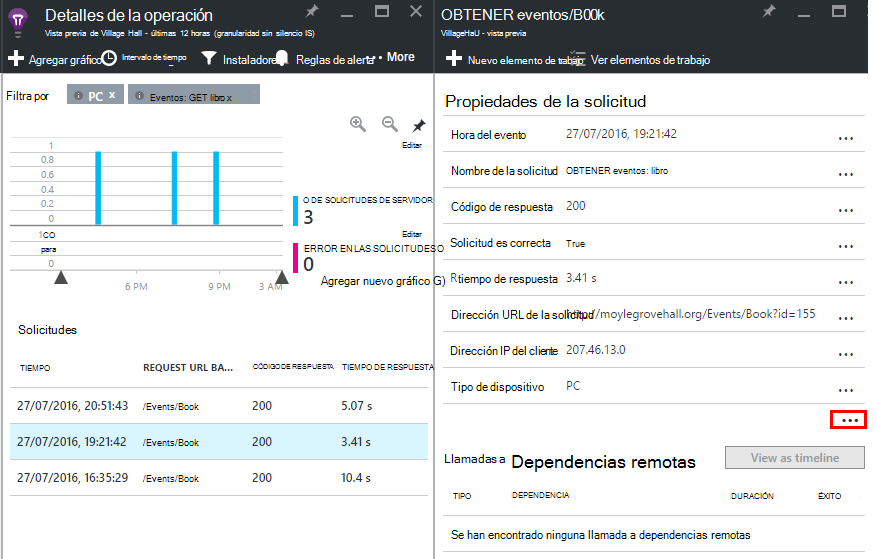 Detalles de la operación
Vista previa de Village Hall - últimas 12 horas (granularidad sin silencio IS)
Agregar gráfico
Intervalo de tiempo
Instaladores
Reglas de alerta
••• More
Filtra por
PC x
Eventos: GET libro x
Editar
1
0.8
0.6
0.4
0.2
0
O DE SOLICITUDES DE SERVIDOR
3
1CO
para
0
Editar
ERROR EN LAS SOLICITUDES O
0
6 PM
9 PM
3 AM
Agregar nuevo gráfico G)
Solicitudes
TIEMPO REQUEST URL BA... CÓDIGO DE RESPUESTA TIEMPO DE RESPUESTA
27/07/2016, 20:51:43 /Events/Book 200 5.07 s
27/07/2016, 19:21:42 /Events/Book 200 3.41 s
27/07/2016, 16:35:29 /Events/Book 200 10.4 s
OBTENER eventos/B00k
VillageHaU - vista previa
Nuevo elemento de trabajo
Ver elementos de trabajo
Propiedades de la solicitud
Hora del evento 27/07/2016, 19:21:42 ...
Nombre de la solicitud OBTENER eventos: libro ...
Código de respuesta 200 ...
Solicitud es correcta True ...
Rtiempo de respuesta 3.41 s ...
Dirección URL de la solicitud http://moylegrovehall.org/Events/Book?id=155 ...
Dirección IP del cliente 207.46.13.0 ...
Tipo de dispositivo PC ...
...
Llamadas a Dependencias remotas
View as timeline
TIPO DEPENDENCIA DURACIÓN ÉXITO
Se han encontrado ninguna llamada a dependencias remotas